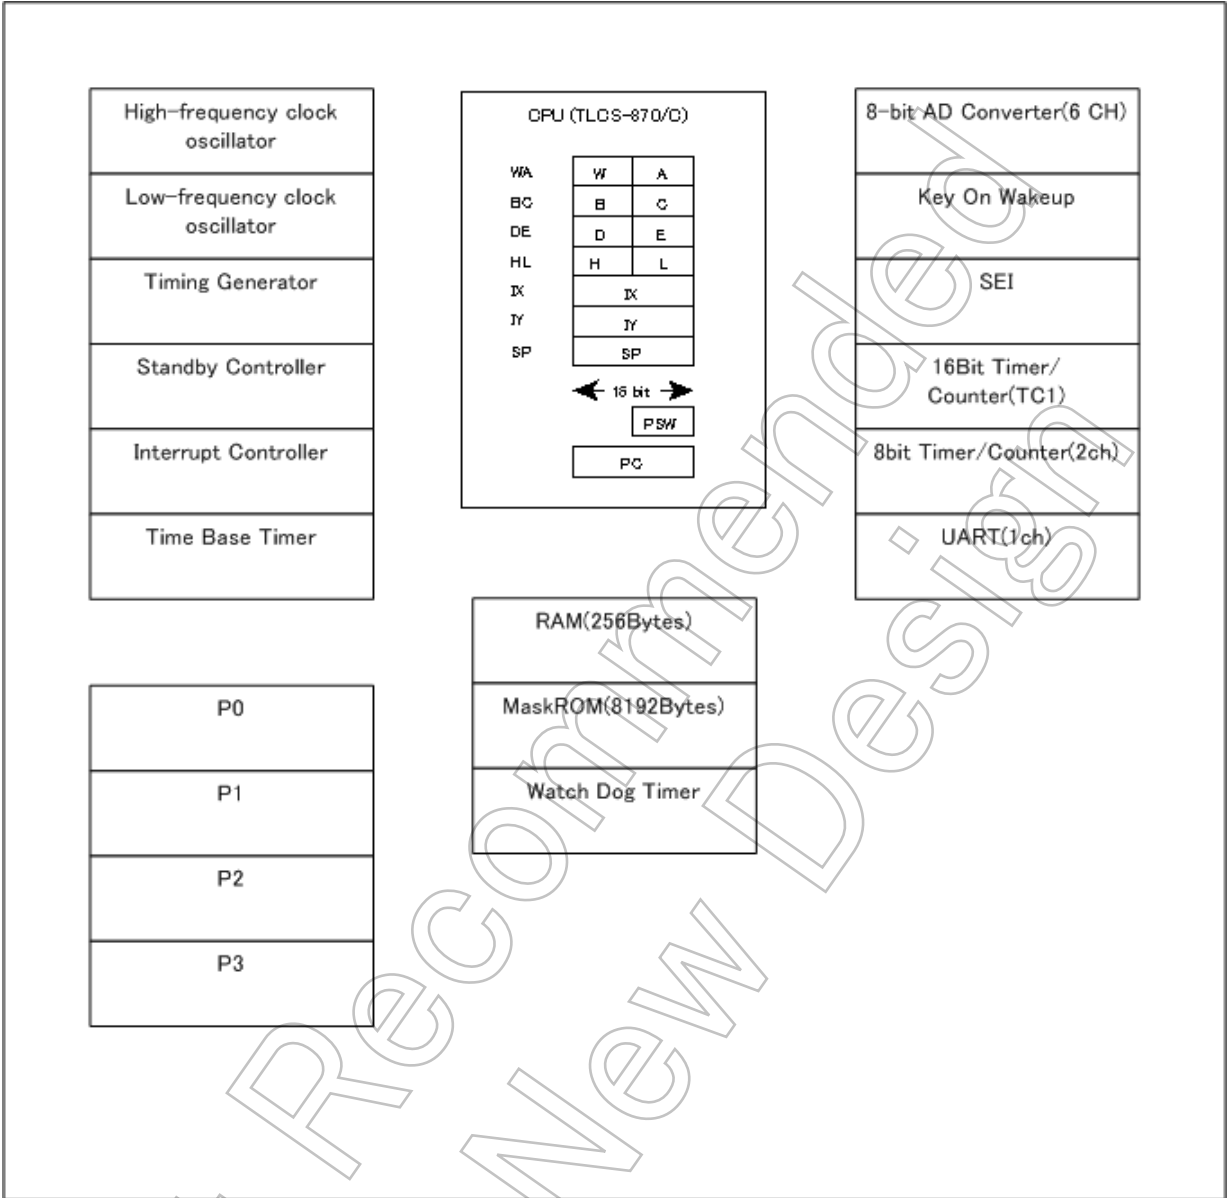 High-frequency clock
oscillator
Low-frequency clock
oscillator
Timing Generator
Standby Controller
Interrupt Controller
Time Base Timer
P0
P1
P2
P3
CPU (TLCS-870/C)
WA W A
BC B C
DE D E
HL H L
IX IX
IY IY
SP SP
16 bit
PSW
PC
RAM(256Bytes)
MaskROM(8192Bytes)
Watch Dog Timer
8-bit AD Converter(6 CH)
Key On Wakeup
SEI
16Bit Timer/
Counter(TC1)
8bit Timer/Counter(2ch)
UART(1ch)
Recommended
New Design